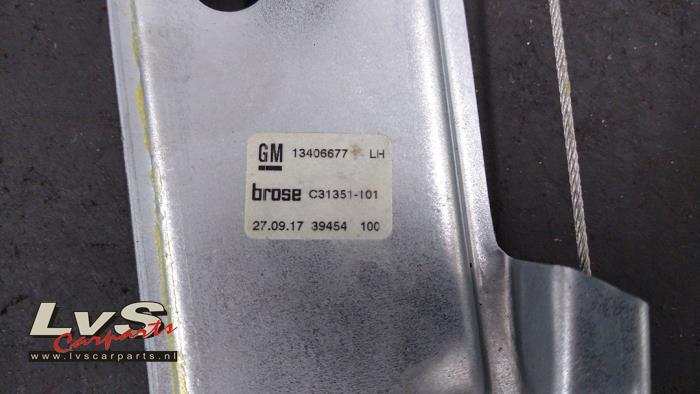 GM 13406677 LH
brose C31351-101
27.09.17 39454 100
LvS
Carparts
www.lvscarparts.nl